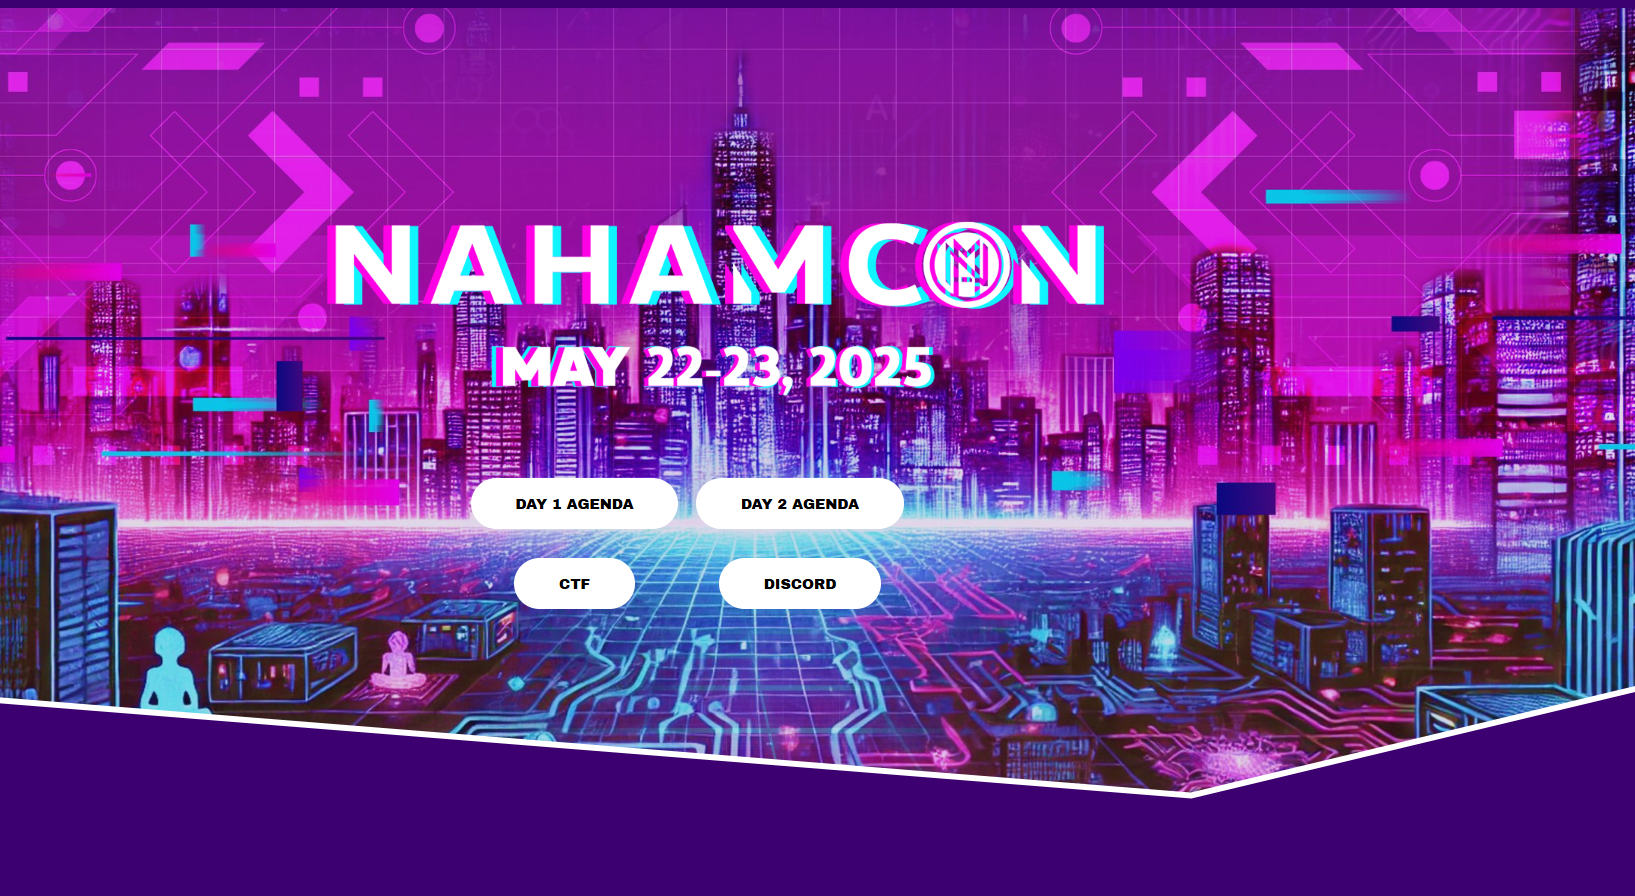 NAHAMCON
MAY 22-23, 2025
DAY 1 AGENDA
DAY 2 AGENDA
CTF
DISCORD